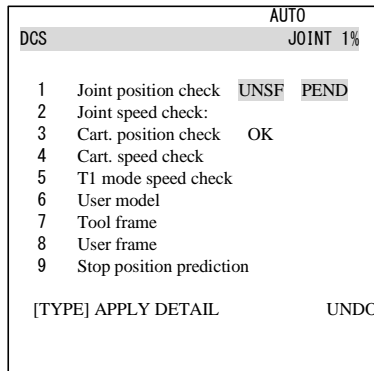 AUTO
DCS JOINT 1%
1 Joint position check UNSF PEND
2 Joint speed check:
3 Cart. position check OK
4 Cart. speed check
5 T1 mode speed check
6 User model
7 Tool frame
8 User frame
9 Stop position prediction
[TYPE] APPLY DETAIL UNDO